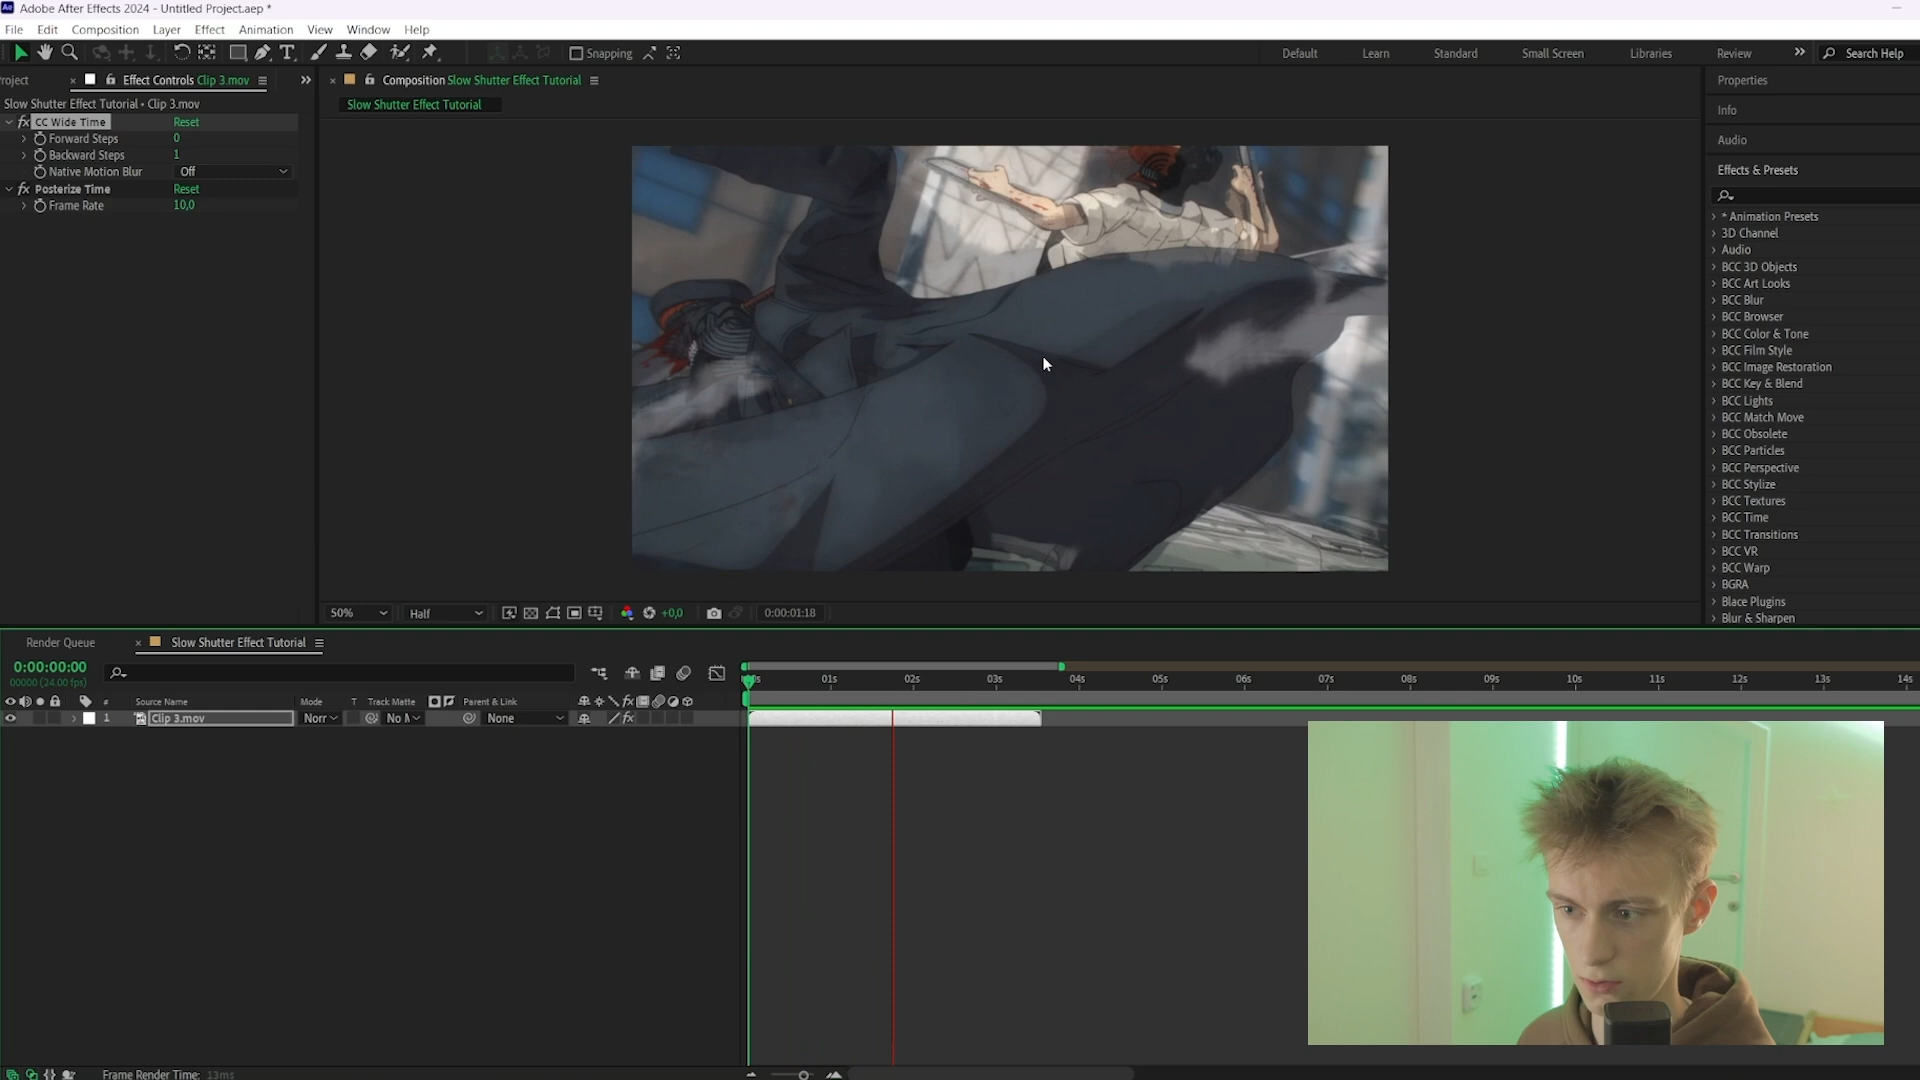 Adobe After Effects 2024 - Untitled Project.aep *
File Edit Composition Layer Effect Animation View Window Help
Snapping
Default Learn Standard Small Screen Libraries Review Search Help
roject Effect Controls Clip 3.mov
Slow Shutter Effect Tutorial • Clip 3.mov
fx CC Wide Time Reset
Forward Steps 0
Backward Steps 1
Native Motion Blur Off
fx Posterize Time Reset
Frame Rate 10,0
Composition Slow Shutter Effect Tutorial
Slow Shutter Effect Tutorial
50% Half +0,0 0:00:01:18
Properties
Info
Audio
Effects & Presets
* Animation Presets
3D Channel
Audio
BCC 3D Objects
BCC Art Looks
BCC Blur
BCC Browser
BCC Color & Tone
BCC Film Style
BCC Image Restoration
BCC Key & Blend
BCC Lights
BCC Match Move
BCC Obsolete
BCC Particles
BCC Perspective
BCC Stylize
BCC Textures
BCC Time
BCC Transitions
BCC VR
BCC Warp
BGRA
Blace Plugins
Blur & Sharpen
Render Queue Slow Shutter Effect Tutorial
0:00:00:00
00000 (24.00 fps)
01s 02s 03s 04s 05s 06s 07s 08s 09s 10s 11s 12s 13s 14s
# Source Name Mode T Track Matte Parent & Link
1 Clip 3.mov Norr No M None
Frame Render Time: 13ms